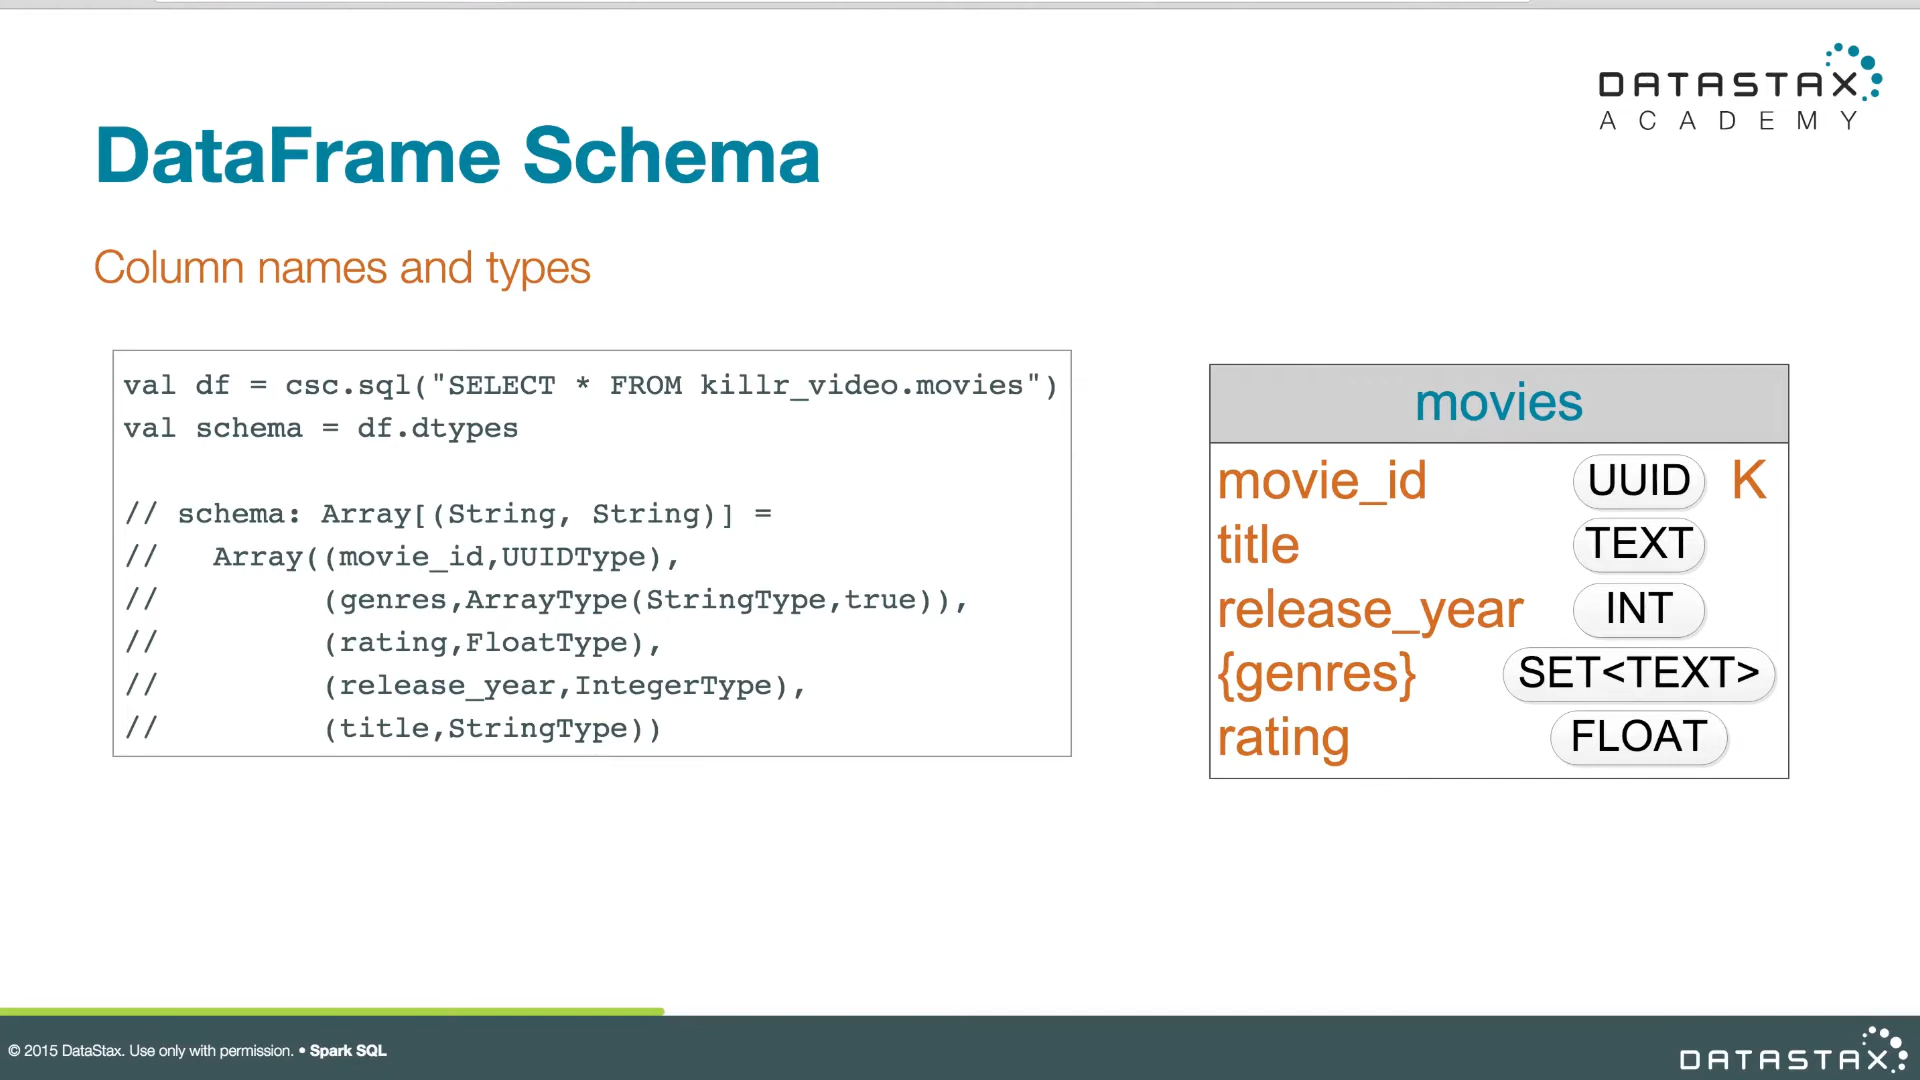 DATASTAX
ACADEMY
DataFrame Schema
Column names and types
val df = csc.sql("SELECT * FROM killr_video.movies")
val schema = df.dtypes
// schema: Array[(String, String)] =
//   Array((movie_id,UUIDType),
//         (genres,ArrayType(StringType,true)),
//         (rating,FloatType),
//         (release_year,IntegerType),
//         (title,StringType))
movies
movie_id UUID K
title TEXT
release_year INT
{genres} SET<TEXT>
rating FLOAT
© 2015 DataStax. Use only with permission. • Spark SQL
DATASTAX